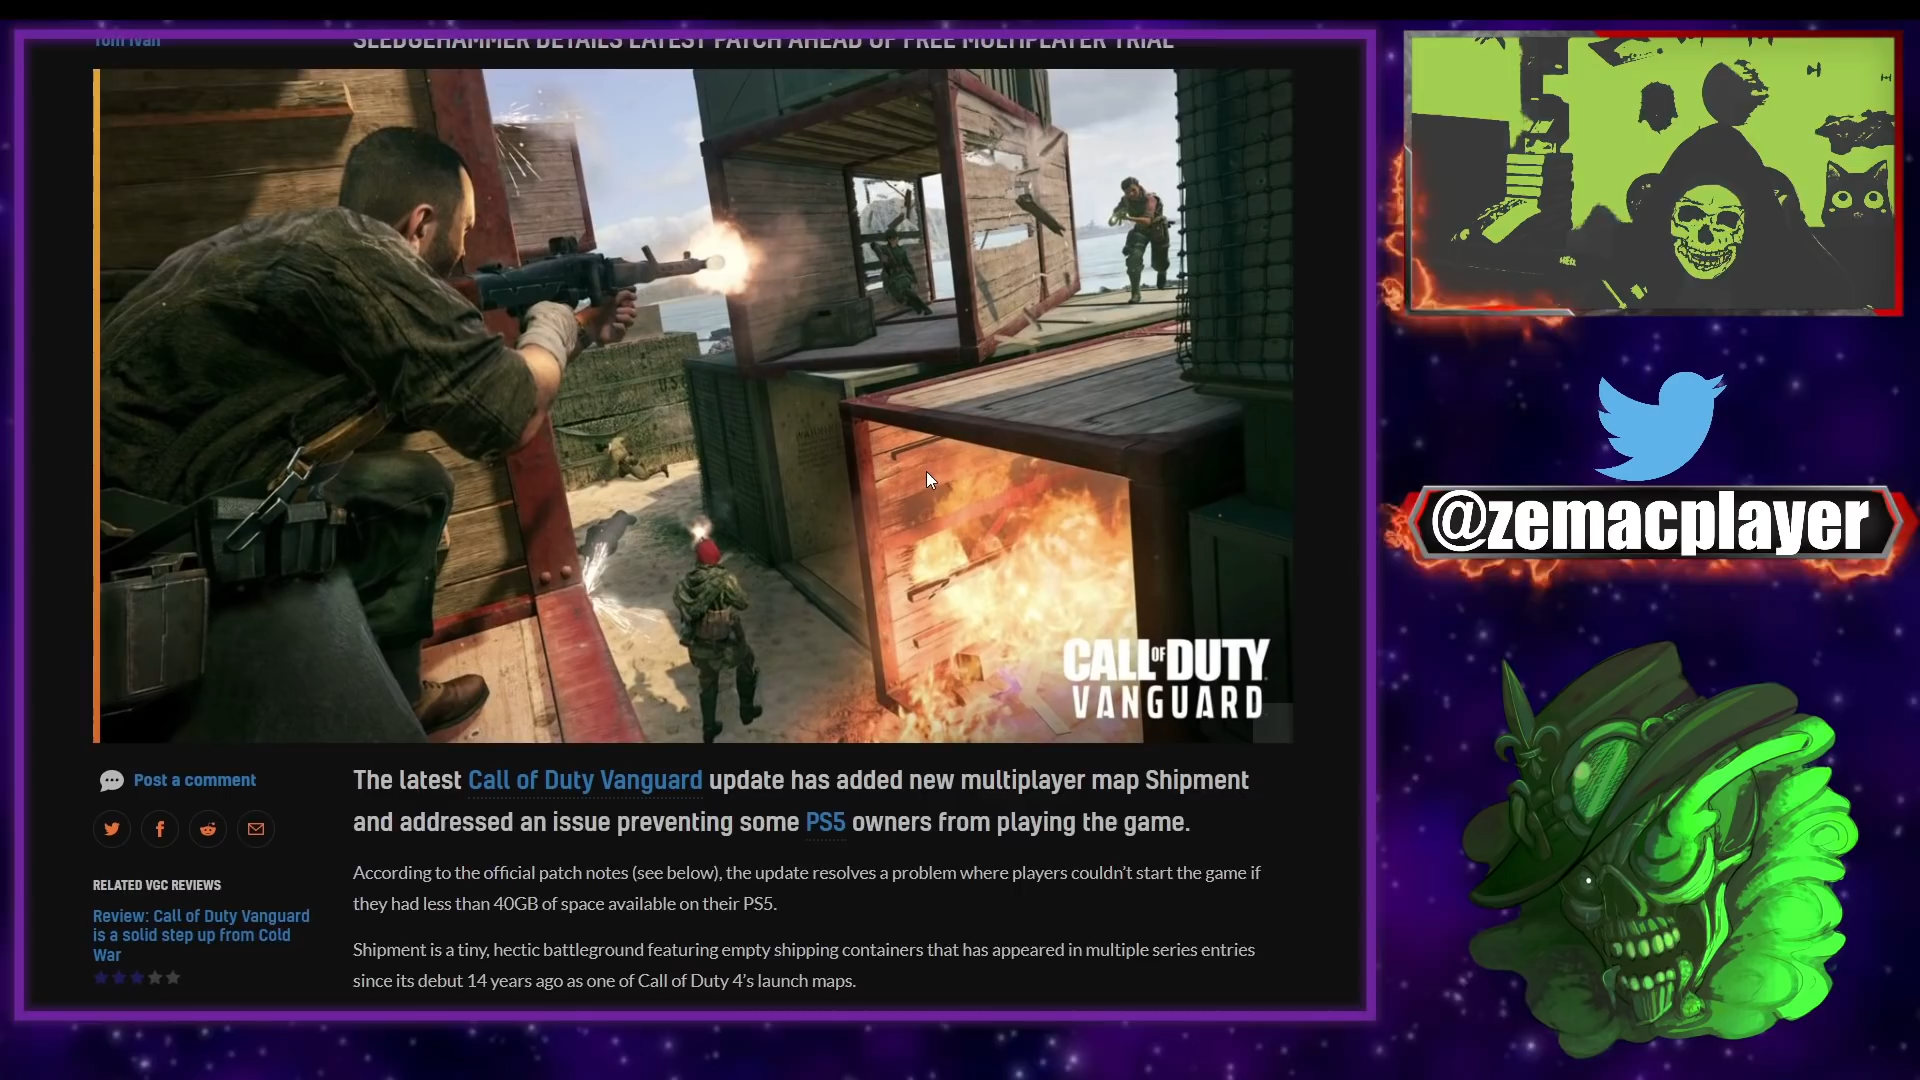 Tom Ivan
SLEDGEHAMMER DETAILS LATEST PATCH AHEAD OF FREE MULTIPLAYER TRIAL
U.S.
CALL OF DUTY
VANGUARD
Post a comment
The latest Call of Duty Vanguard update has added new multiplayer map Shipment
and addressed an issue preventing some PS5 owners from playing the game.
According to the official patch notes (see below), the update resolves a problem where players couldn't start the game if
they had less than 40GB of space available on their PS5.
Shipment is a tiny, hectic battleground featuring empty shipping containers that has appeared in multiple series entries
since its debut 14 years ago as one of Call of Duty 4's launch maps.
RELATED VGC REVIEWS
Review: Call of Duty Vanguard
is a solid step up from Cold
War
@zemacplayer